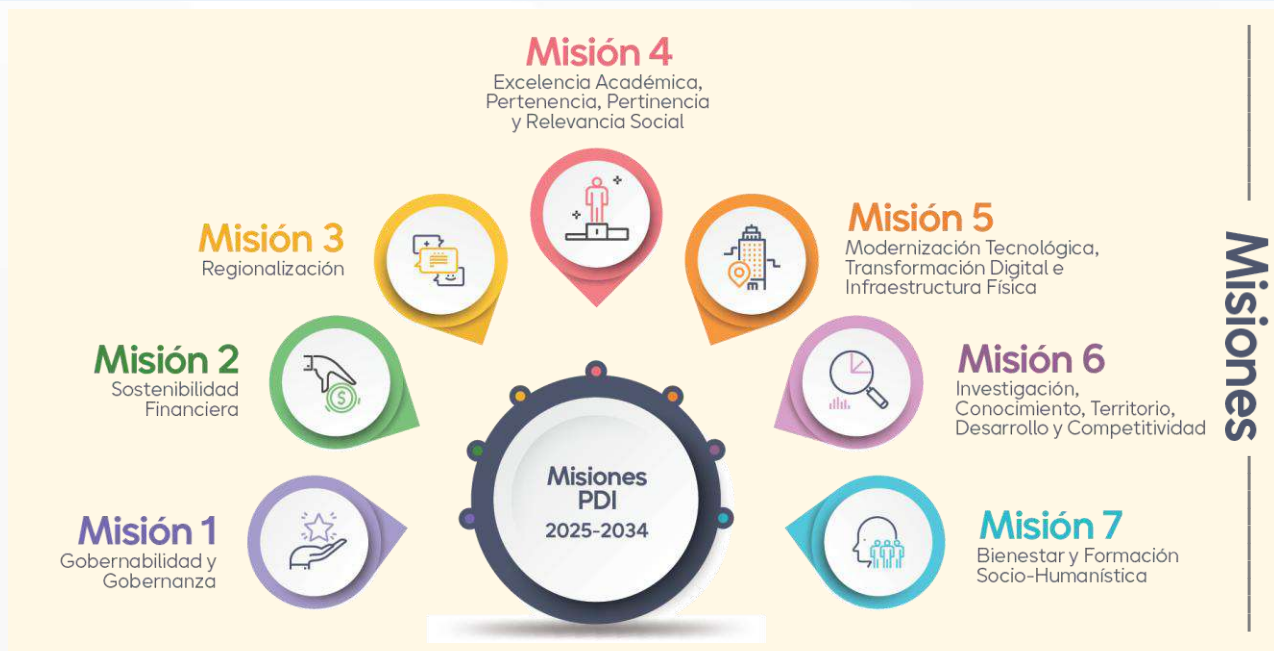 Misión 4
Excelencia Académica,
Pertenencia, Pertinencia
y Relevancia Social
Misión 3
Regionalización
Misión 5
Modernización Tecnológica,
Transformación Digital e
Infraestructura Física
Misión 2
Sostenibilidad
Financiera
$
Misión 6
Investigación,
Conocimiento, Territorio,
Desarrollo y Competitividad
Misión 1
Gobernabilidad y
Gobernanza
Misiones
PDI
2025-2034
Misión 7
Bienestar y Formación
Socio-Humanística
Misiones